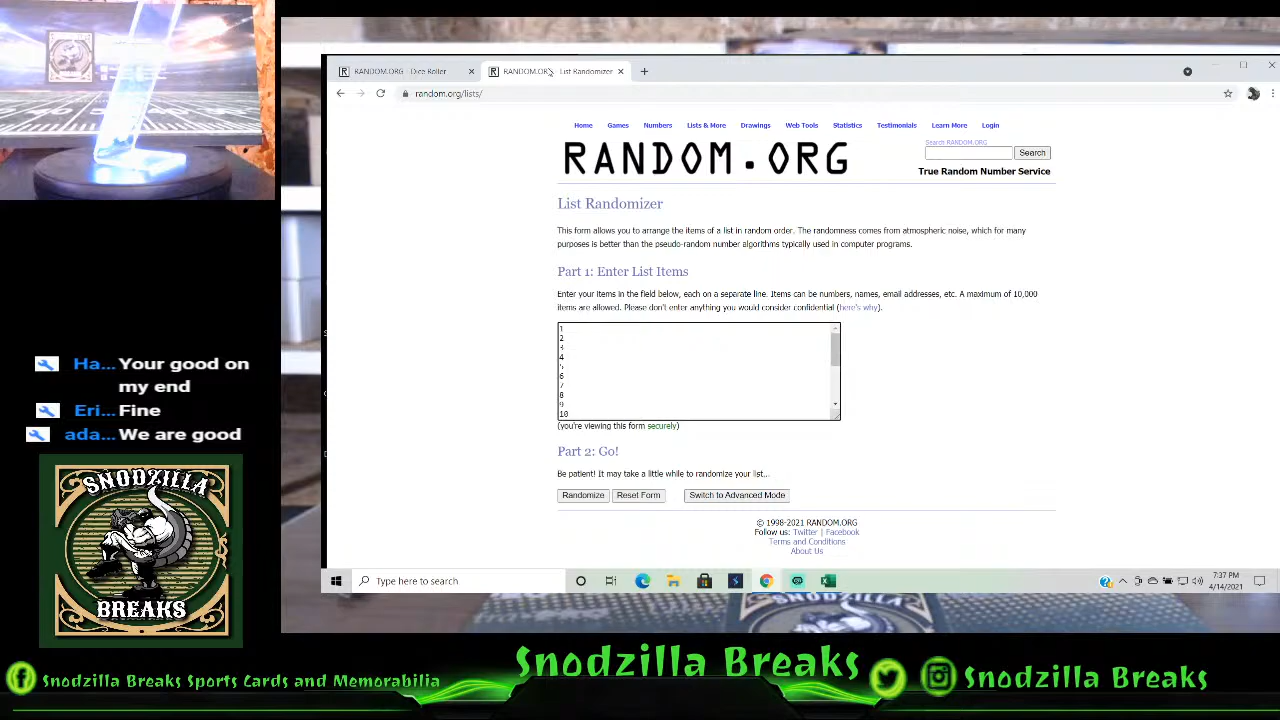 RANDOM.ORG - Dice Roller
RANDOM.ORG - List Randomizer
random.org/lists/
Home Games Numbers Lists & More Drawings Web Tools Statistics Testimonials Learn More Login
RANDOM.ORG
Search RANDOM.ORG
Search
True Random Number Service
List Randomizer
This form allows you to arrange the items of a list in random order. The randomness comes from atmospheric noise, which for many
purposes is better than the pseudo-random number algorithms typically used in computer programs.
Part 1: Enter List Items
Enter your items in the field below, each on a separate line. Items can be numbers, names, email addresses, etc. A maximum of 10,000
items are allowed. Please don't enter anything you would consider confidential (here's why).
1
2
3
4
5
6
7
8
9
10
(you're viewing this form securely)
Part 2: Go!
Be patient! It may take a little while to randomize your list...
Randomize Reset Form Switch to Advanced Mode
© 1998-2021 RANDOM.ORG
Follow us: Twitter | Facebook
Terms and Conditions
About Us
Type here to search
7:37 PM
4/14/2021
Ha... Your good on
my end
Eri... Fine
ada... We are good
SNODZILLA
BREAKS
Snodzilla Breaks Sports Cards and Memorabilia
Snodzilla Breaks
Snodzilla Breaks